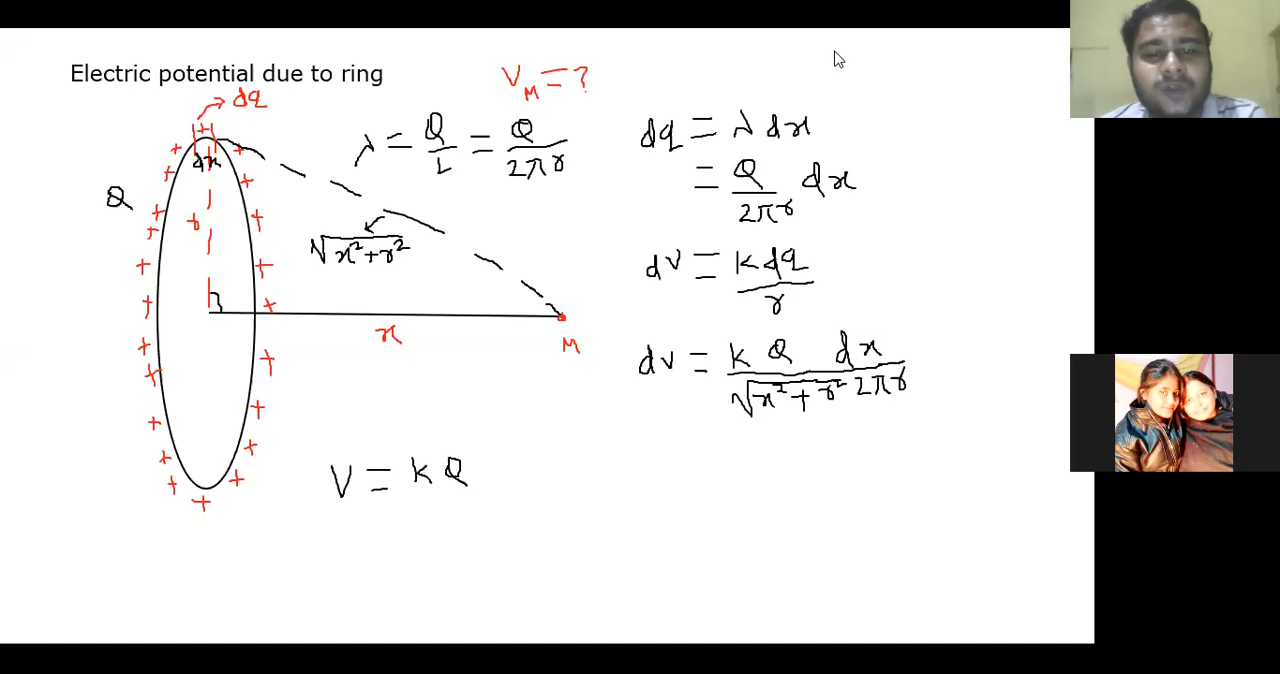 Electric potential due to ring
V_M = ?
dq
dx
Q
r
λ = Q/L = Q/2πr
√x²+r²
x
M
V = K Q
dq = λ dx
= Q/2πr dx
dV = K dq/r
dV = K Q dx/√x²+r² 2πr